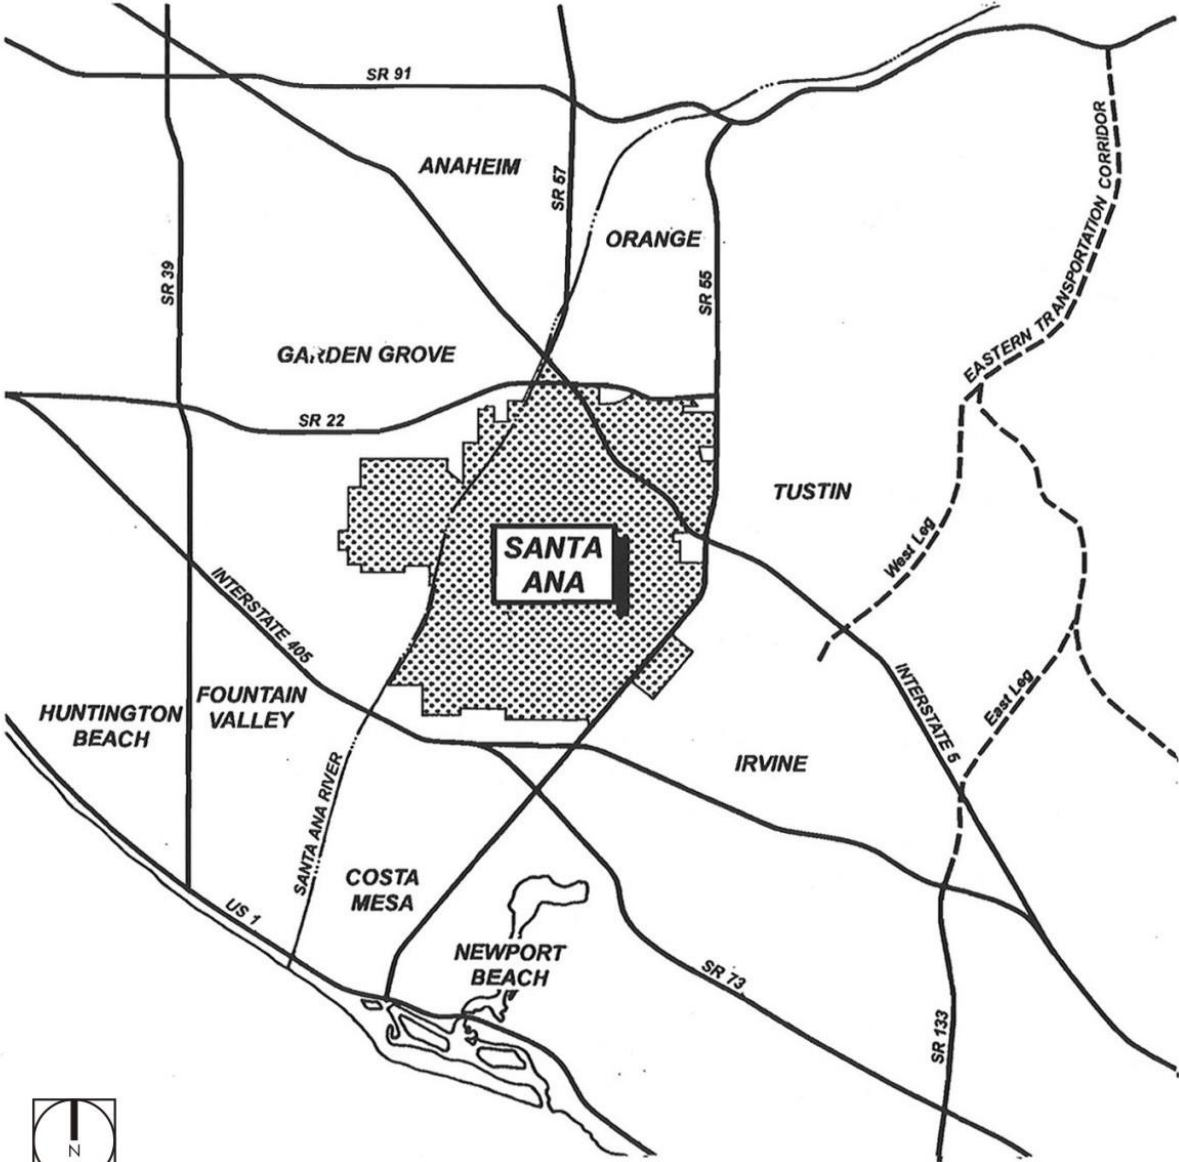 SR 91
ANAHEIM
SR 57
ORANGE
SR 39
SR 55
EASTERN TRANSPORTATION CORRIDOR
GARDEN GROVE
SR 22
TUSTIN
SANTA
ANA
West Leg
INTERSTATE 405
HUNTINGTON
BEACH
FOUNTAIN
VALLEY
INTERSTATE 5
East Leg
IRVINE
SANTA ANA RIVER
COSTA
MESA
US 1
NEWPORT
BEACH
SR 73
SR 133
N